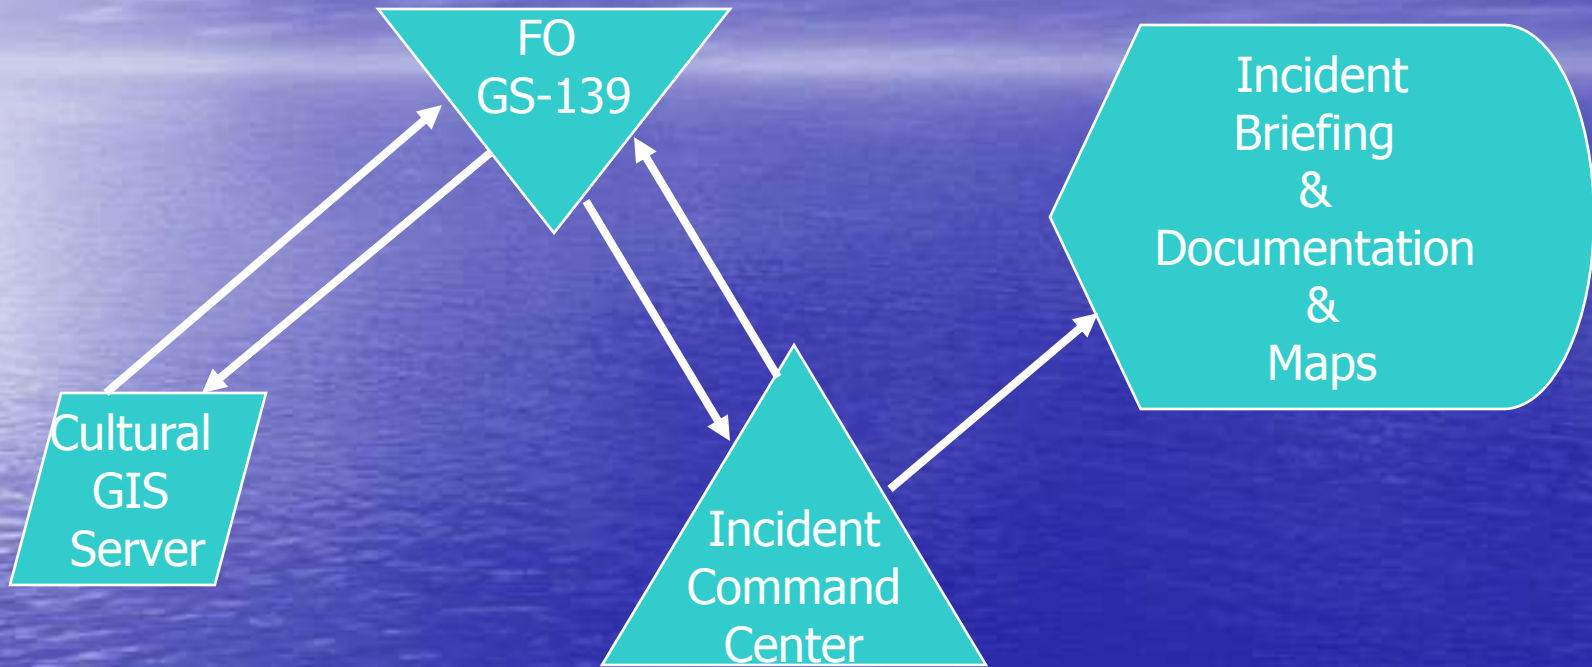 FO
GS-139
Incident
Briefing
&
Documentation
&
Maps
Cultural
GIS
Server
Incident
Command
Center